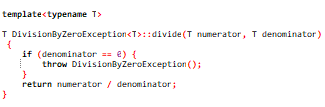 template<typename T>
T DivisionByZeroException<T>::divide(T numerator, T denominator)
{
if (denominator == 0) {
throw DivisionByZeroException();
}
return numerator / denominator;
}